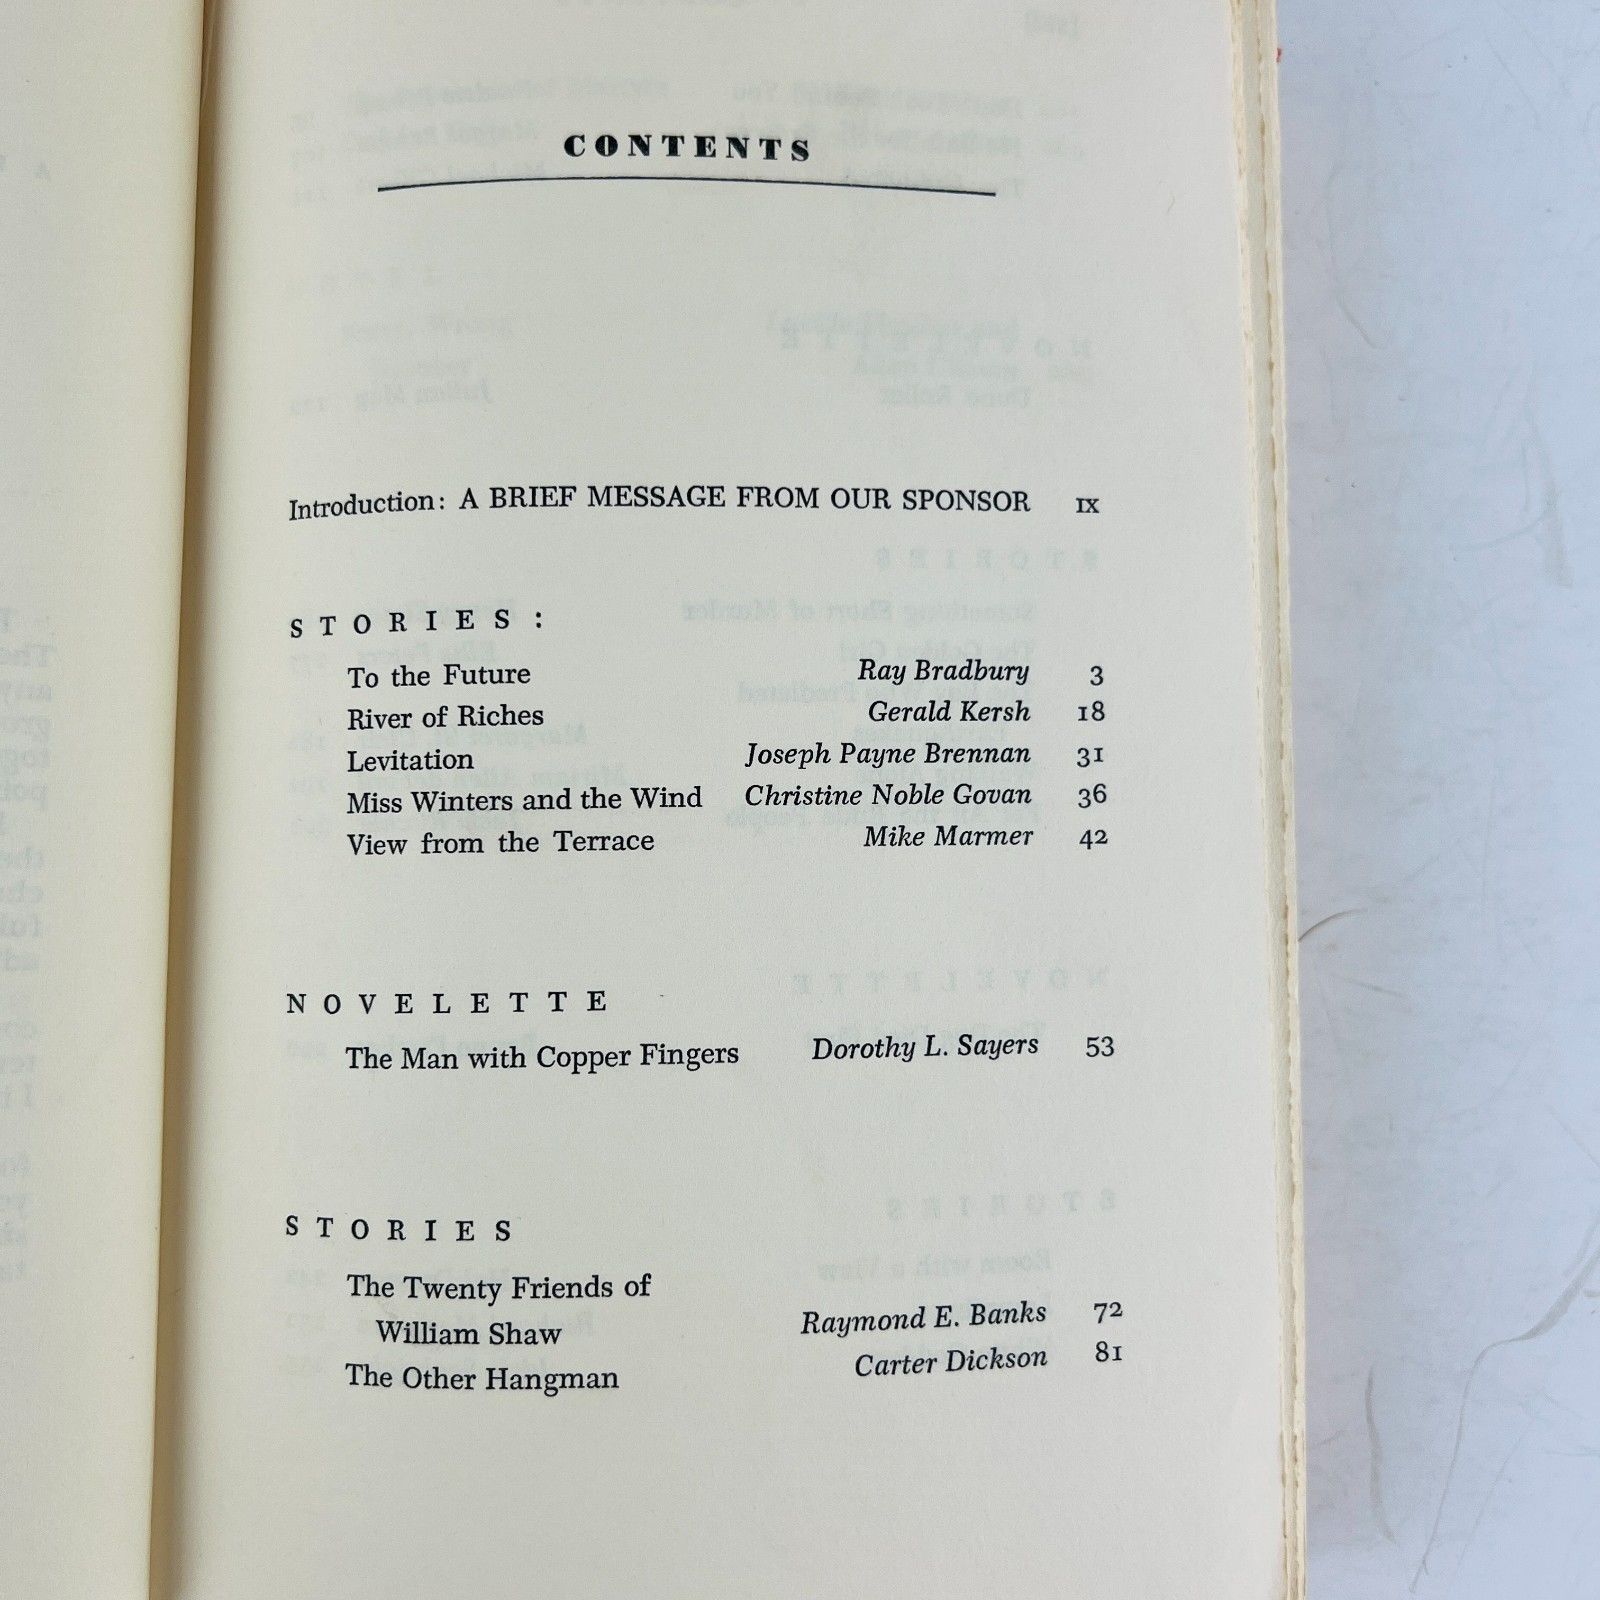 CONTENTS
Introduction: A BRIEF MESSAGE FROM OUR SPONSOR IX
STORIES:
To the Future Ray Bradbury 3
River of Riches Gerald Kersh 18
Levitation Joseph Payne Brennan 31
Miss Winters and the Wind Christine Noble Govan 36
View from the Terrace Mike Marmer 42
NOVELETTE
The Man with Copper Fingers Dorothy L. Sayers 53
STORIES
The Twenty Friends of
William Shaw Raymond E. Banks 72
The Other Hangman Carter Dickson 81